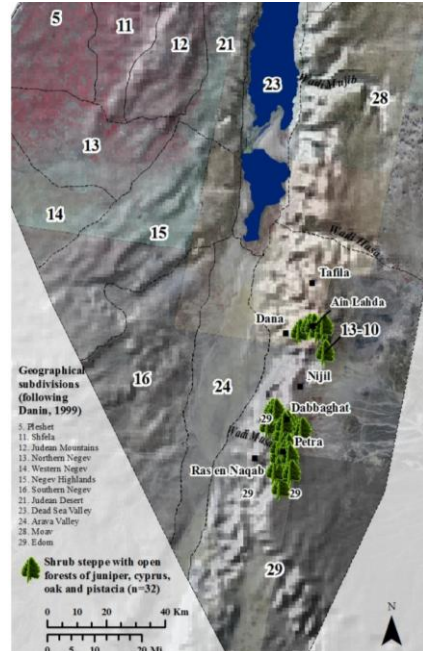 5
11
12
21
23
Wadi Mujib
28
13
14
15
Wadi Hasa
Tafila
Ain Lahda
Dana
13-10
16
24
Nijil
Dabbaghat
29
Petra
Ras en Naqab
29
29
29
Geographical
subdivisions
(following
Danin, 1999)
5. Pleshet
11. Shfela
12. Judean Mountains
13. Northern Negev
14. Western Negev
15. Negev Highlands
16. Southern Negev
21. Judean Desert
23. Dead Sea Valley
24. Arava Valley
28. Moav
29. Edom
Shrub steppe with open
forests of juniper, cyprus,
oak and pistacia (n=32)
0 10 20 40 Km
0 10 20 Mi
N